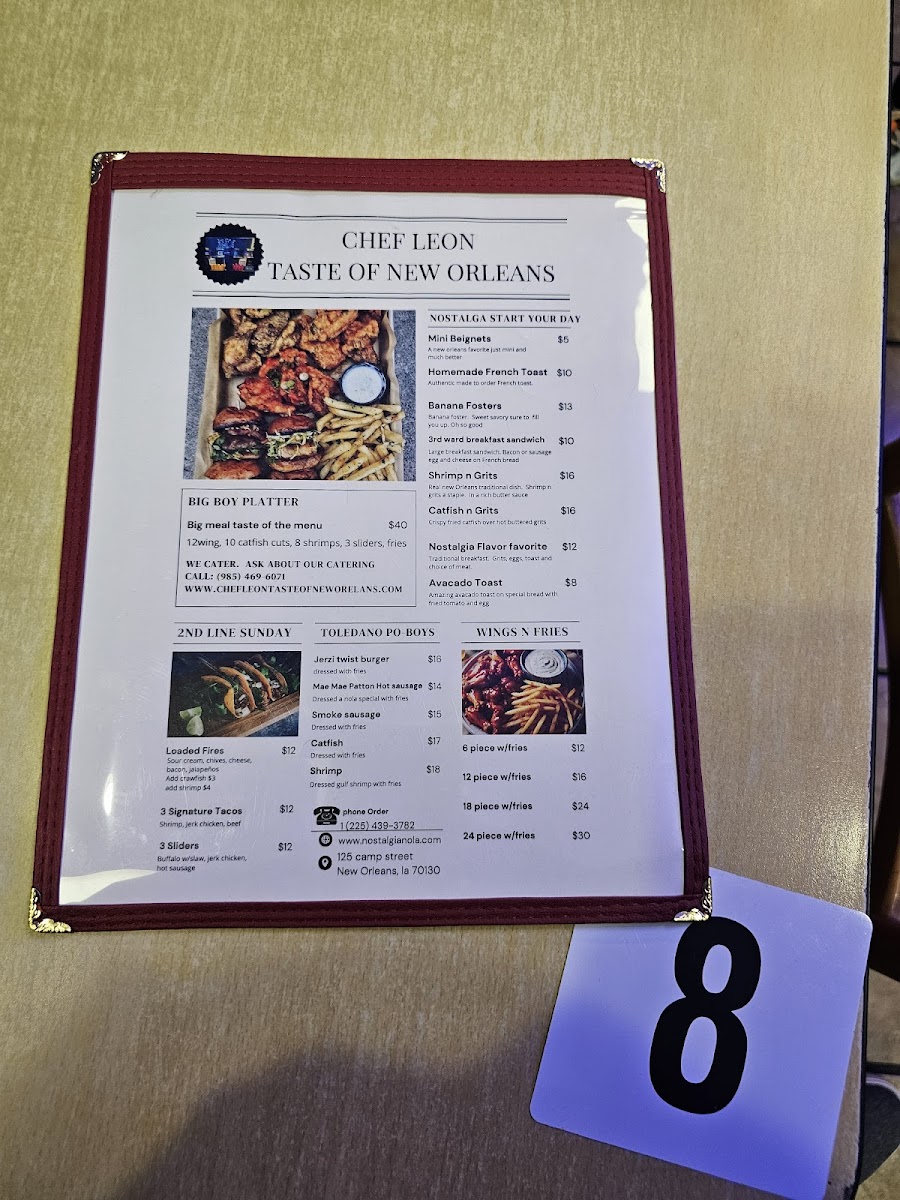 CHEF LEON
TASTE OF NEW ORLEANS
BIG BOY PLATTER
Big meal taste of the menu $40
12wing, 10 catfish cuts, 8 shrimps, 3 sliders, fries
WE CATER. ASK ABOUT OUR CATERING
CALL: (985) 469-6071
WWW.CHEFLEONTASTEOFNEWORELANS.COM
NOSTALGA START YOUR DAY
Mini Beignets $5
A new orleans favorite just mini and
much better
Homemade French Toast $10
Authentic made to order French toast.
Banana Fosters $13
Banana foster. Sweet savory sure to fill
you up. Oh so good
3rd ward breakfast sandwich $10
Large breakfast sandwich. Bacon or sausage
egg and cheese on French bread
Shrimp n Grits $16
Real new Orleans traditional dish. Shrimp n
grits a staple. In a rich butter sauce
Catfish n Grits $16
Crispy fried catfish over hot buttered grits
Nostalgia Flavor favorite $12
Traditional breakfast. Grits, eggs, toast and
choice of meat.
Avacado Toast $8
Amazing avacado toast on special bread with
fried tomato and egg
2ND LINE SUNDAY
Loaded Fires $12
Sour cream, chives, cheese,
bacon, jalapeños
Add crawfish $3
add shrimp $4
3 Signature Tacos $12
Shrimp, jerk chicken, beef
3 Sliders $12
Buffalo w/slaw, jerk chicken,
hot sausage
TOLEDANO PO-BOYS
Jerzi twist burger $16
dressed with fries
Mae Mae Patton Hot sausage $14
Dressed a nola special with fries
Smoke sausage $15
Dressed with fries
Catfish $17
Dressed with fries
Shrimp $18
Dressed gulf shrimp with fries
phone Order
1 (225) 439-3782
www.nostalgianola.com
125 camp street
New Orleans, la 70130
WINGS N FRIES
6 piece w/fries $12
12 piece w/fries $16
18 piece w/fries $24
24 piece w/fries $30
8